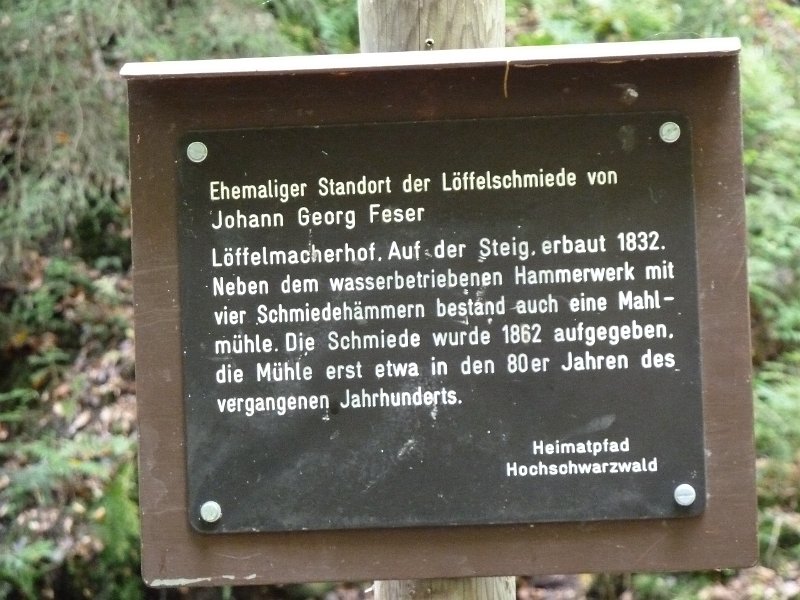 Ehemaliger Standort der Löffelschmiede von
Johann Georg Feser
Löffelmacherhof. Auf der Steig. erbaut 1832.
Neben dem wasserbetriebenen Hammerwerk mit
vier Schmiedehämmern bestand auch eine Mahl-
mühle. Die Schmiede wurde 1862 aufgegeben,
die Mühle erst etwa in den 80er Jahren des
vergangenen Jahrhunderts.
Heimatpfad
Hochschwarzwald